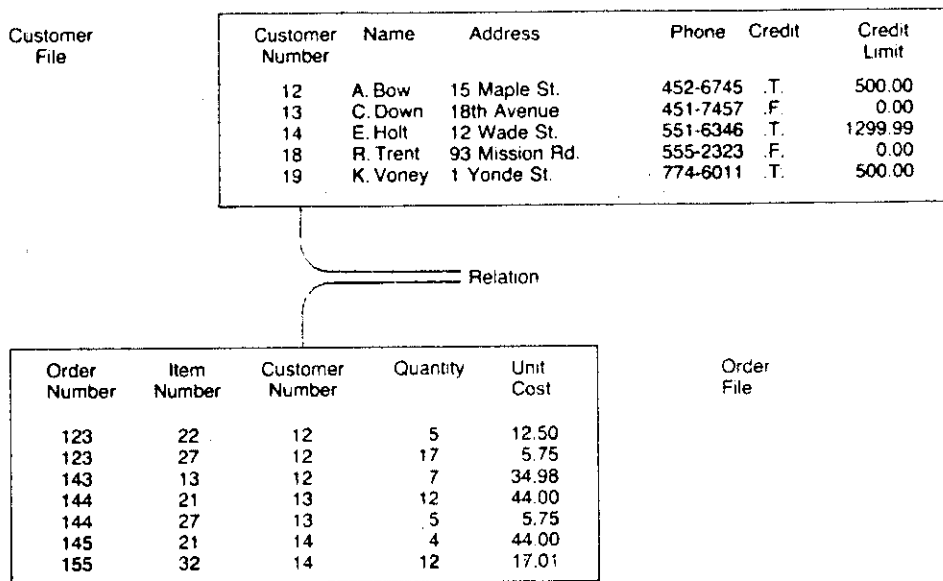 Customer File
Customer Number Name Address Phone Credit Credit Limit
12 A. Bow 15 Maple St. 452-6745 .T. 500.00
13 C. Down 18th Avenue 451-7457 .F. 0.00
14 E. Holt 12 Wade St. 551-6346 .T. 1299.99
18 R. Trent 93 Mission Rd. 555-2323 .F. 0.00
19 K. Voney 1 Yonde St. 774-6011 .T. 500.00
Relation
Order Number Item Number Customer Number Quantity Unit Cost
Order File
123 22 12 5 12.50
123 27 12 17 5.75
143 13 12 7 34.98
144 21 13 12 44.00
144 27 13 5 5.75
145 21 14 4 44.00
155 32 14 12 17.01